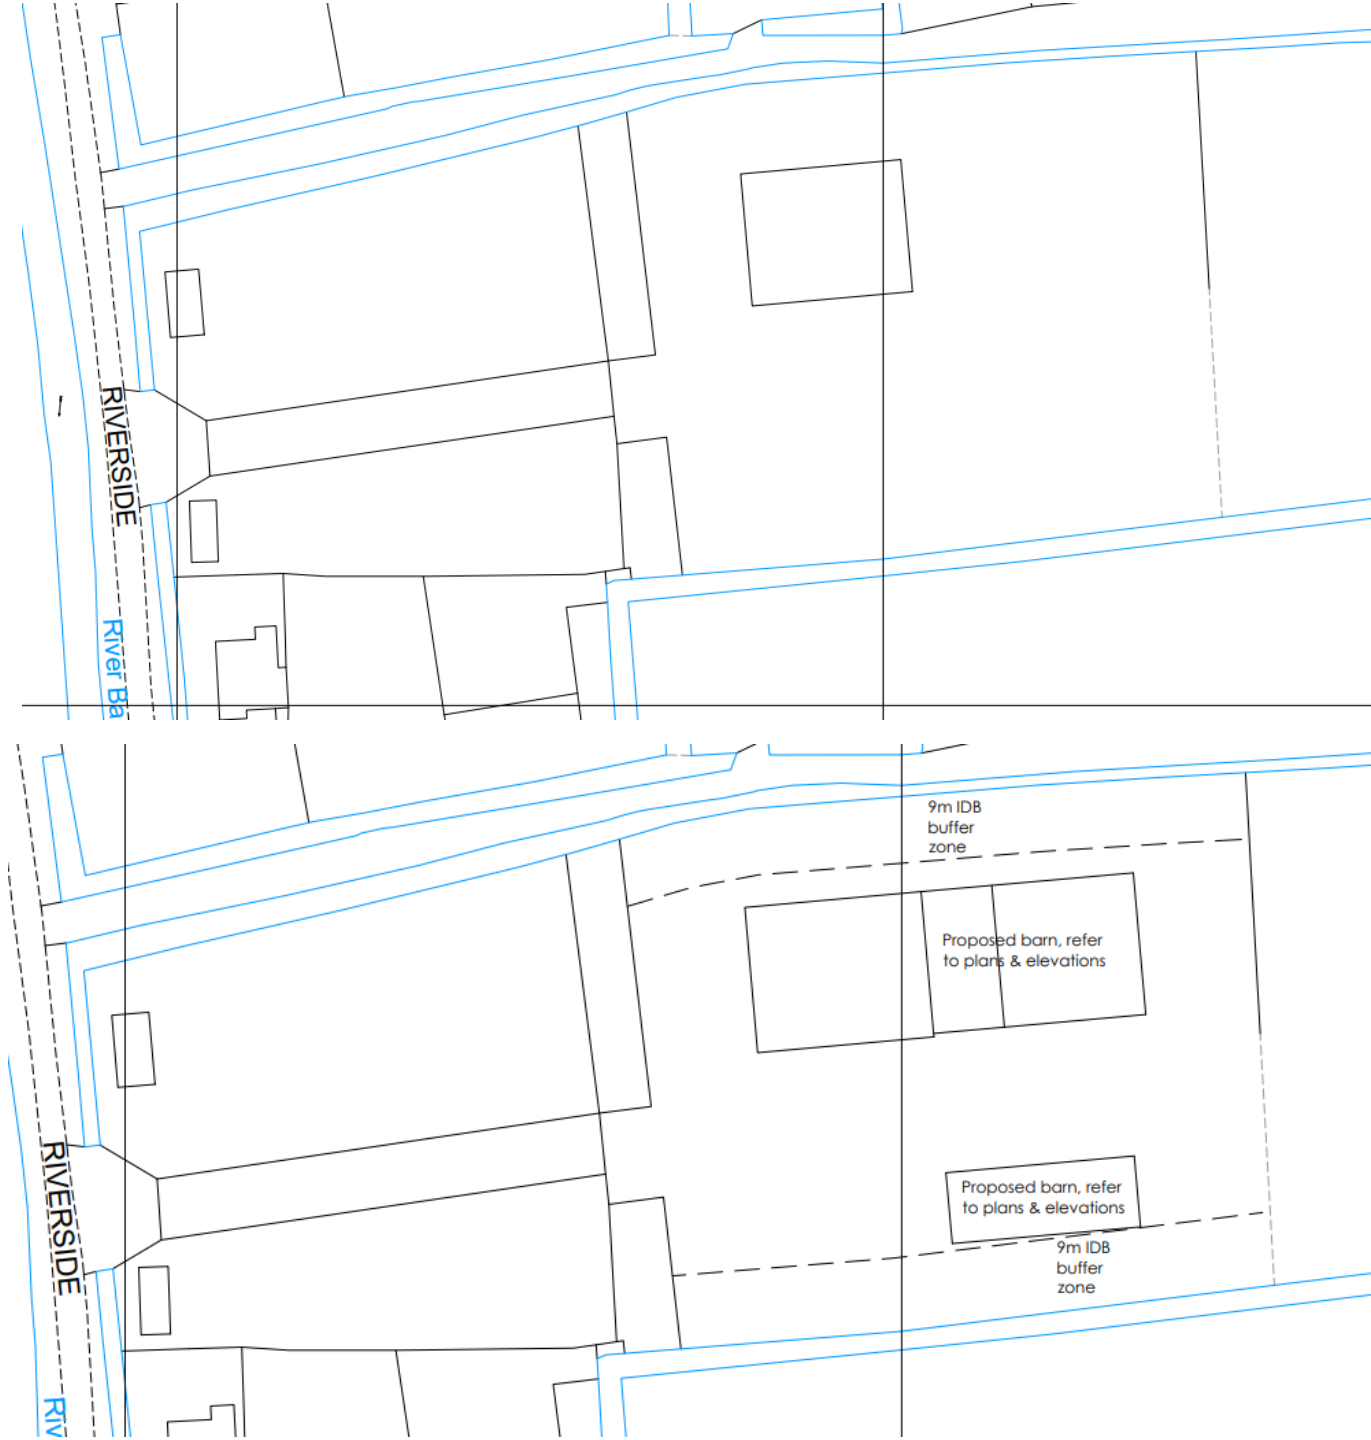 RIVERSIDE
River Ba
9m IDB
buffer
zone
Proposed barn, refer
to plans & elevations
RIVERSIDE
Proposed barn, refer
to plans & elevations
9m IDB
buffer
zone
Riv